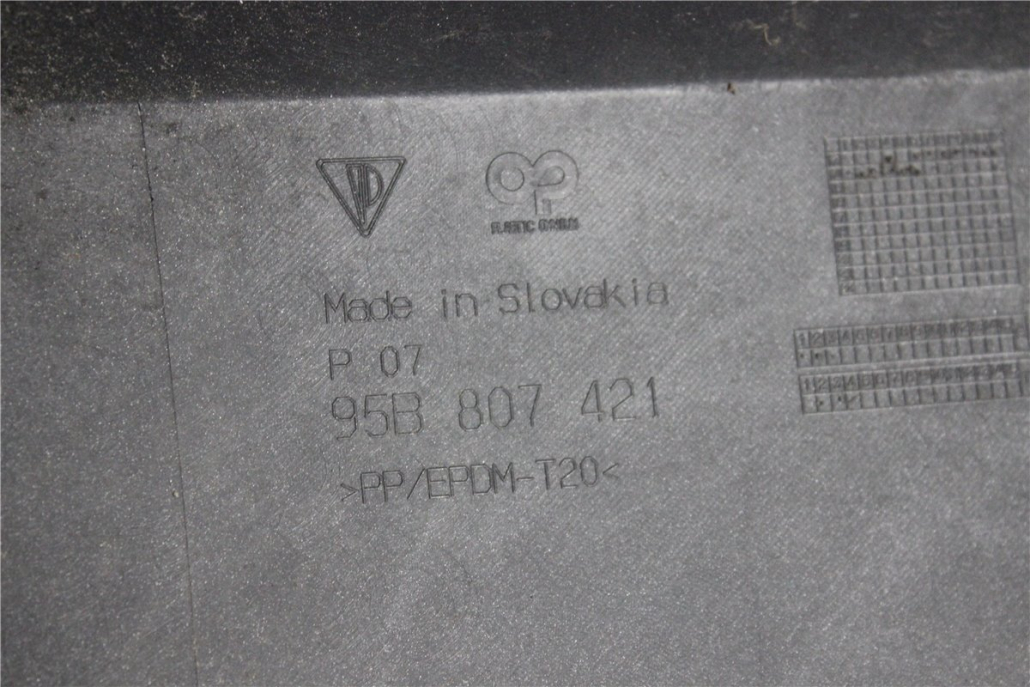 Made in Slovakia
P 07
95B 807 421
>PP/EPDM-T20<